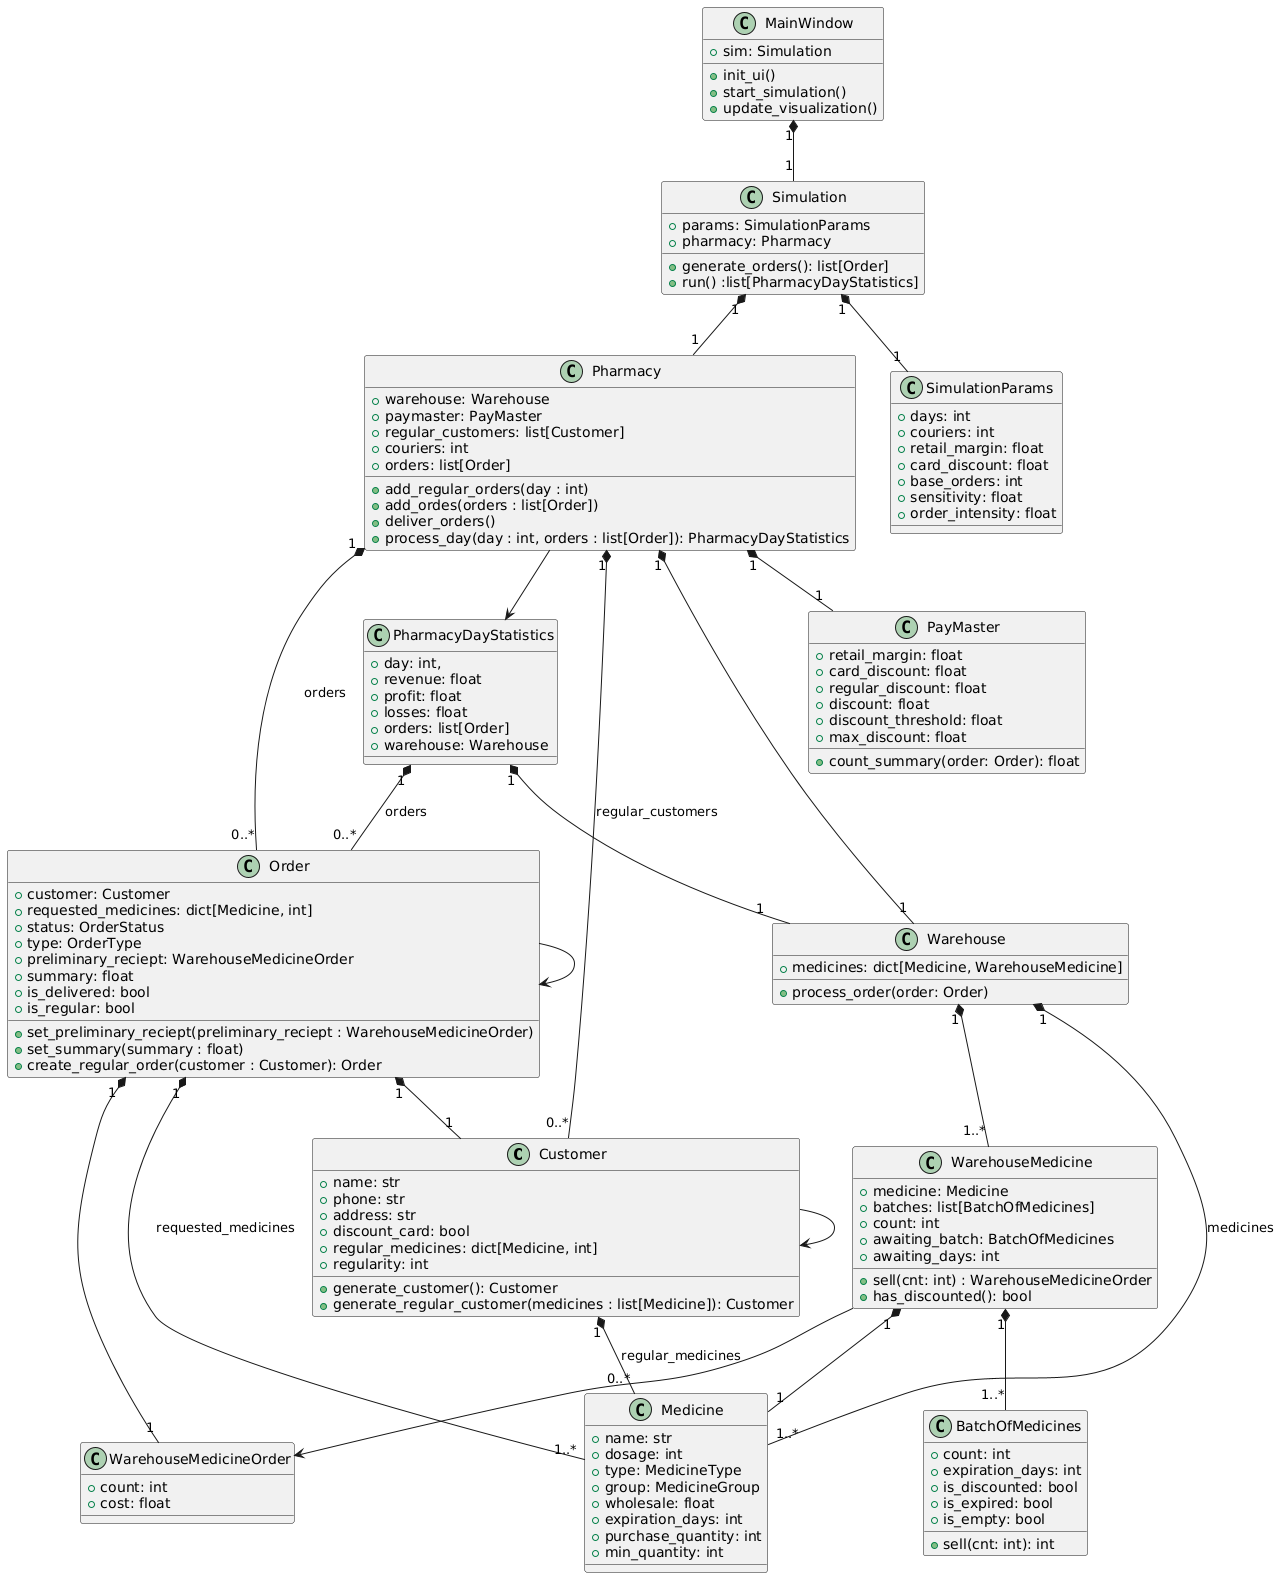 C MainWindow
sim: Simulation
init_ui()
start_simulation()
update_visualization()
1
1
C Simulation
params: SimulationParams
pharmacy: Pharmacy
generate_orders(): list[Order]
run() :list[PharmacyDayStatistics]
1
1
1
1
C Pharmacy
warehouse: Warehouse
paymaster: PayMaster
regular_customers: list[Customer]
couriers: int
orders: list[Order]
add_regular_orders(day : int)
add_ordes(orders : list[Order])
deliver_orders()
process_day(day : int, orders : list[Order]): PharmacyDayStatistics
C SimulationParams
days: int
couriers: int
retail_margin: float
card_discount: float
base_orders: int
sensitivity: float
order_intensity: float
1
1
1
1
1
C PharmacyDayStatistics
day: int,
revenue: float
profit: float
losses: float
orders: list[Order]
warehouse: Warehouse
C PayMaster
retail_margin: float
card_discount: float
regular_discount: float
discount: float
discount_threshold: float
max_discount: float
count_summary(order: Order): float
orders
1
1
orders
regular_customers
0..*
0..*
1
1
C Order
customer: Customer
requested_medicines: dict[Medicine, int]
status: OrderStatus
type: OrderType
preliminary_reciept: WarehouseMedicineOrder
summary: float
is_delivered: bool
is_regular: bool
set_preliminary_reciept(preliminary_reciept : WarehouseMedicineOrder)
set_summary(summary : float)
create_regular_order(customer : Customer): Order
C Warehouse
medicines: dict[Medicine, WarehouseMedicine]
process_order(order: Order)
1
1
1
1
1
1
0..*
1..*
C Customer
name: str
phone: str
address: str
discount_card: bool
regular_medicines: dict[Medicine, int]
regularity: int
generate_customer(): Customer
generate_regular_customer(medicines : list[Medicine]): Customer
C WarehouseMedicine
medicine: Medicine
batches: list[BatchOfMedicines]
count: int
awaiting_batch: BatchOfMedicines
awaiting_days: int
sell(cnt: int) : WarehouseMedicineOrder
has_discounted(): bool
requested_medicines
medicines
1
1
1
regular_medicines
0..*
1
1..*
1
1..*
1..*
C WarehouseMedicineOrder
count: int
cost: float
C Medicine
name: str
dosage: int
type: MedicineType
group: MedicineGroup
wholesale: float
expiration_days: int
purchase_quantity: int
min_quantity: int
C BatchOfMedicines
count: int
expiration_days: int
is_discounted: bool
is_expired: bool
is_empty: bool
sell(cnt: int): int